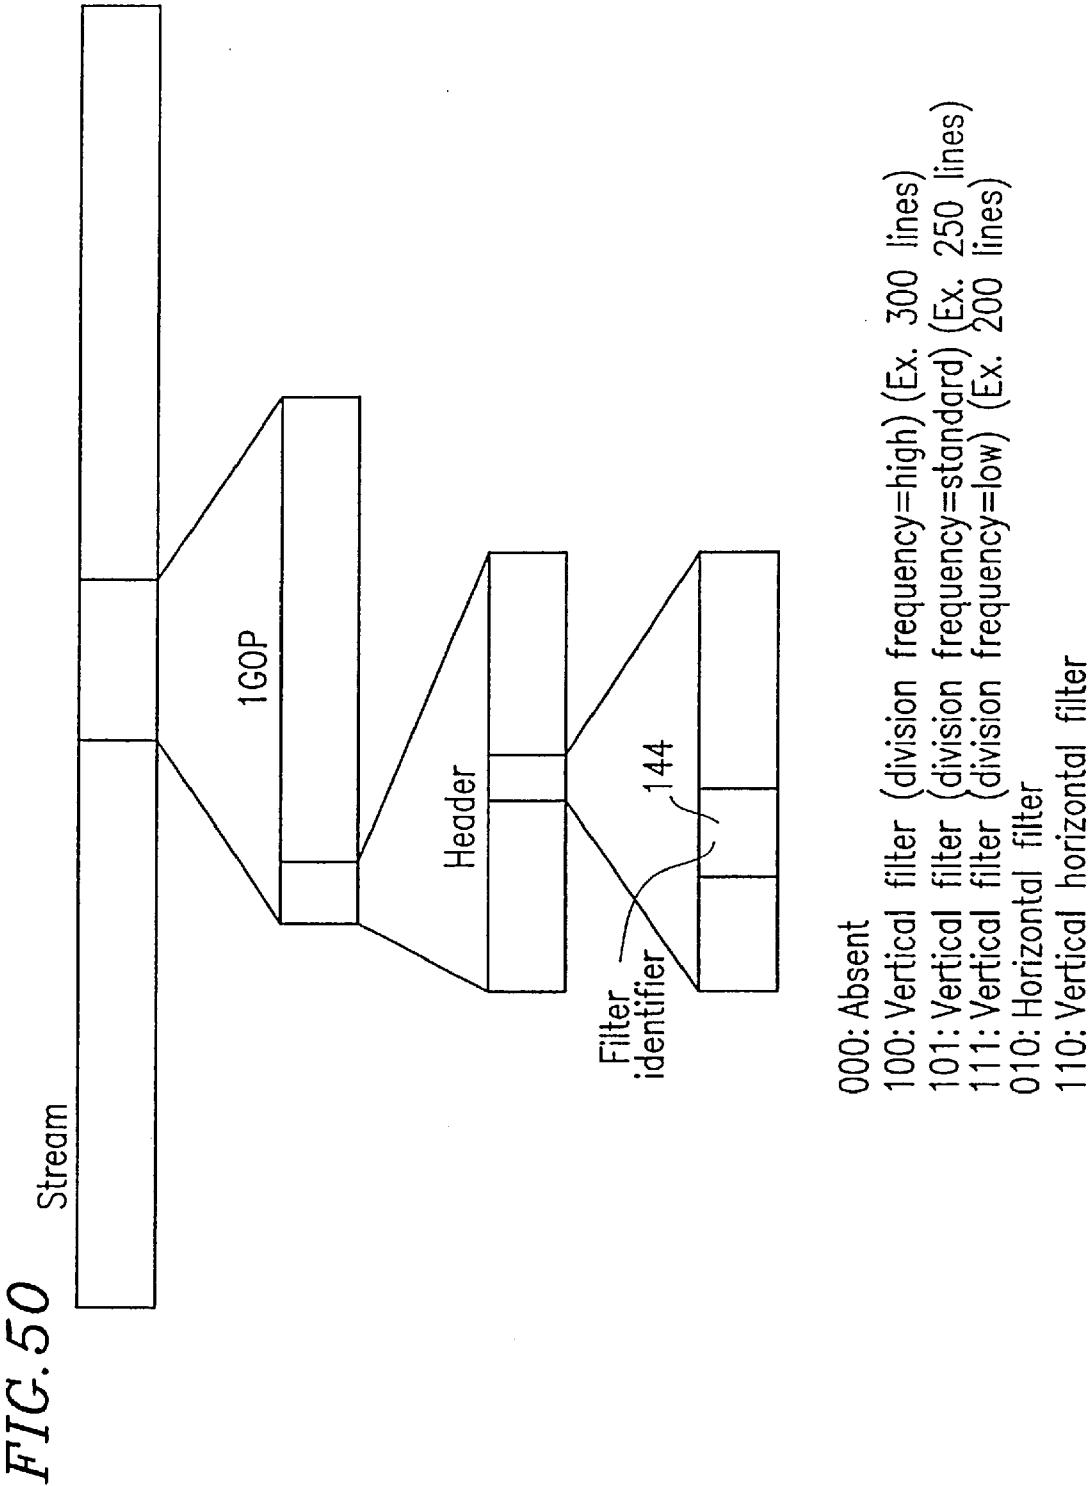 FIG.50
Stream
1GOP
Header
Filter
identifier
144
000: Absent
100: Vertical filter (division frequency=high) (Ex. 300 lines)
101: Vertical filter (division frequency=standard) (Ex. 250 lines)
111: Vertical filter (division frequency=low) (Ex. 200 lines)
010: Horizontal filter
110: Vertical horizontal filter